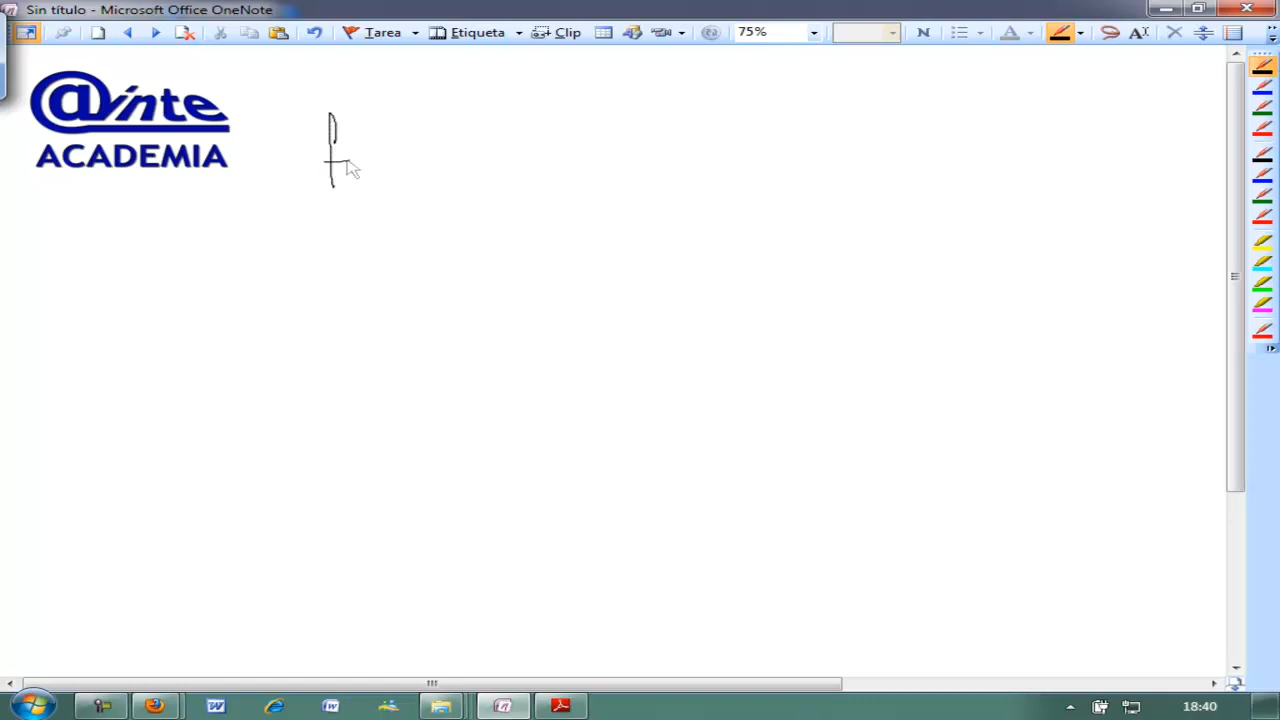 Sin título - Microsoft Office OneNote
Tarea Etiqueta Clip 75% N A A
@inte
ACADEMIA
18:40